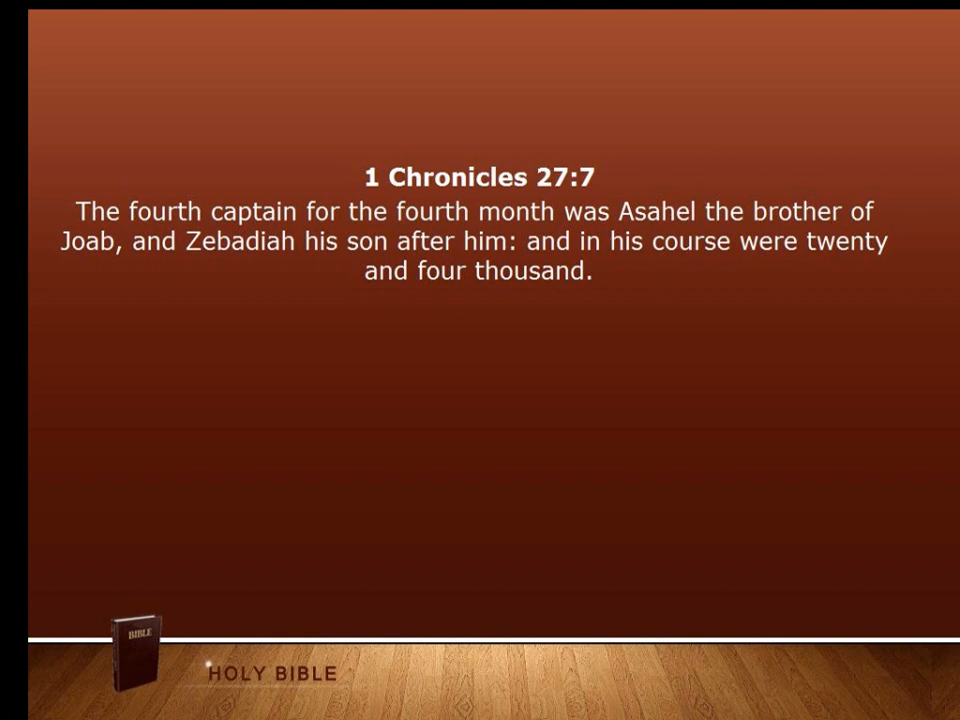 1 Chronicles 27:7
The fourth captain for the fourth month was Asahel the brother of
Joab, and Zebadiah his son after him: and in his course were twenty
and four thousand.
BIBLE
HOLY BIBLE